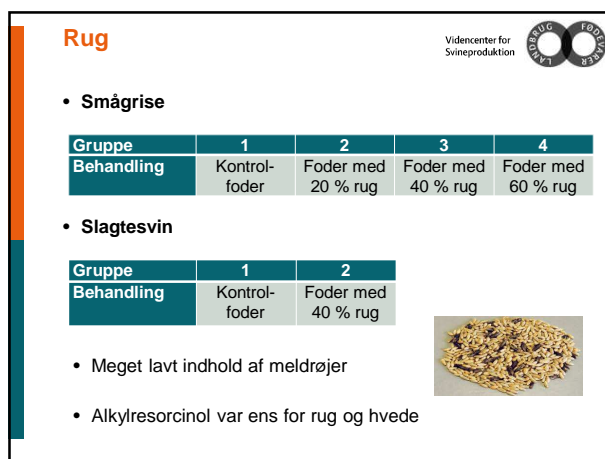 Rug
Videncenter for
Svineproduktion
LANDBRUG FØDEVARER
• Smågrise
Gruppe 1 2 3 4
Behandling Kontrol- Foder med Foder med Foder med
foder 20 % rug 40 % rug 60 % rug
• Slagtesvin
Gruppe 1 2
Behandling Kontrol- Foder med
foder 40 % rug
• Meget lavt indhold af meldrøjer
• Alkylresorcinol var ens for rug og hvede